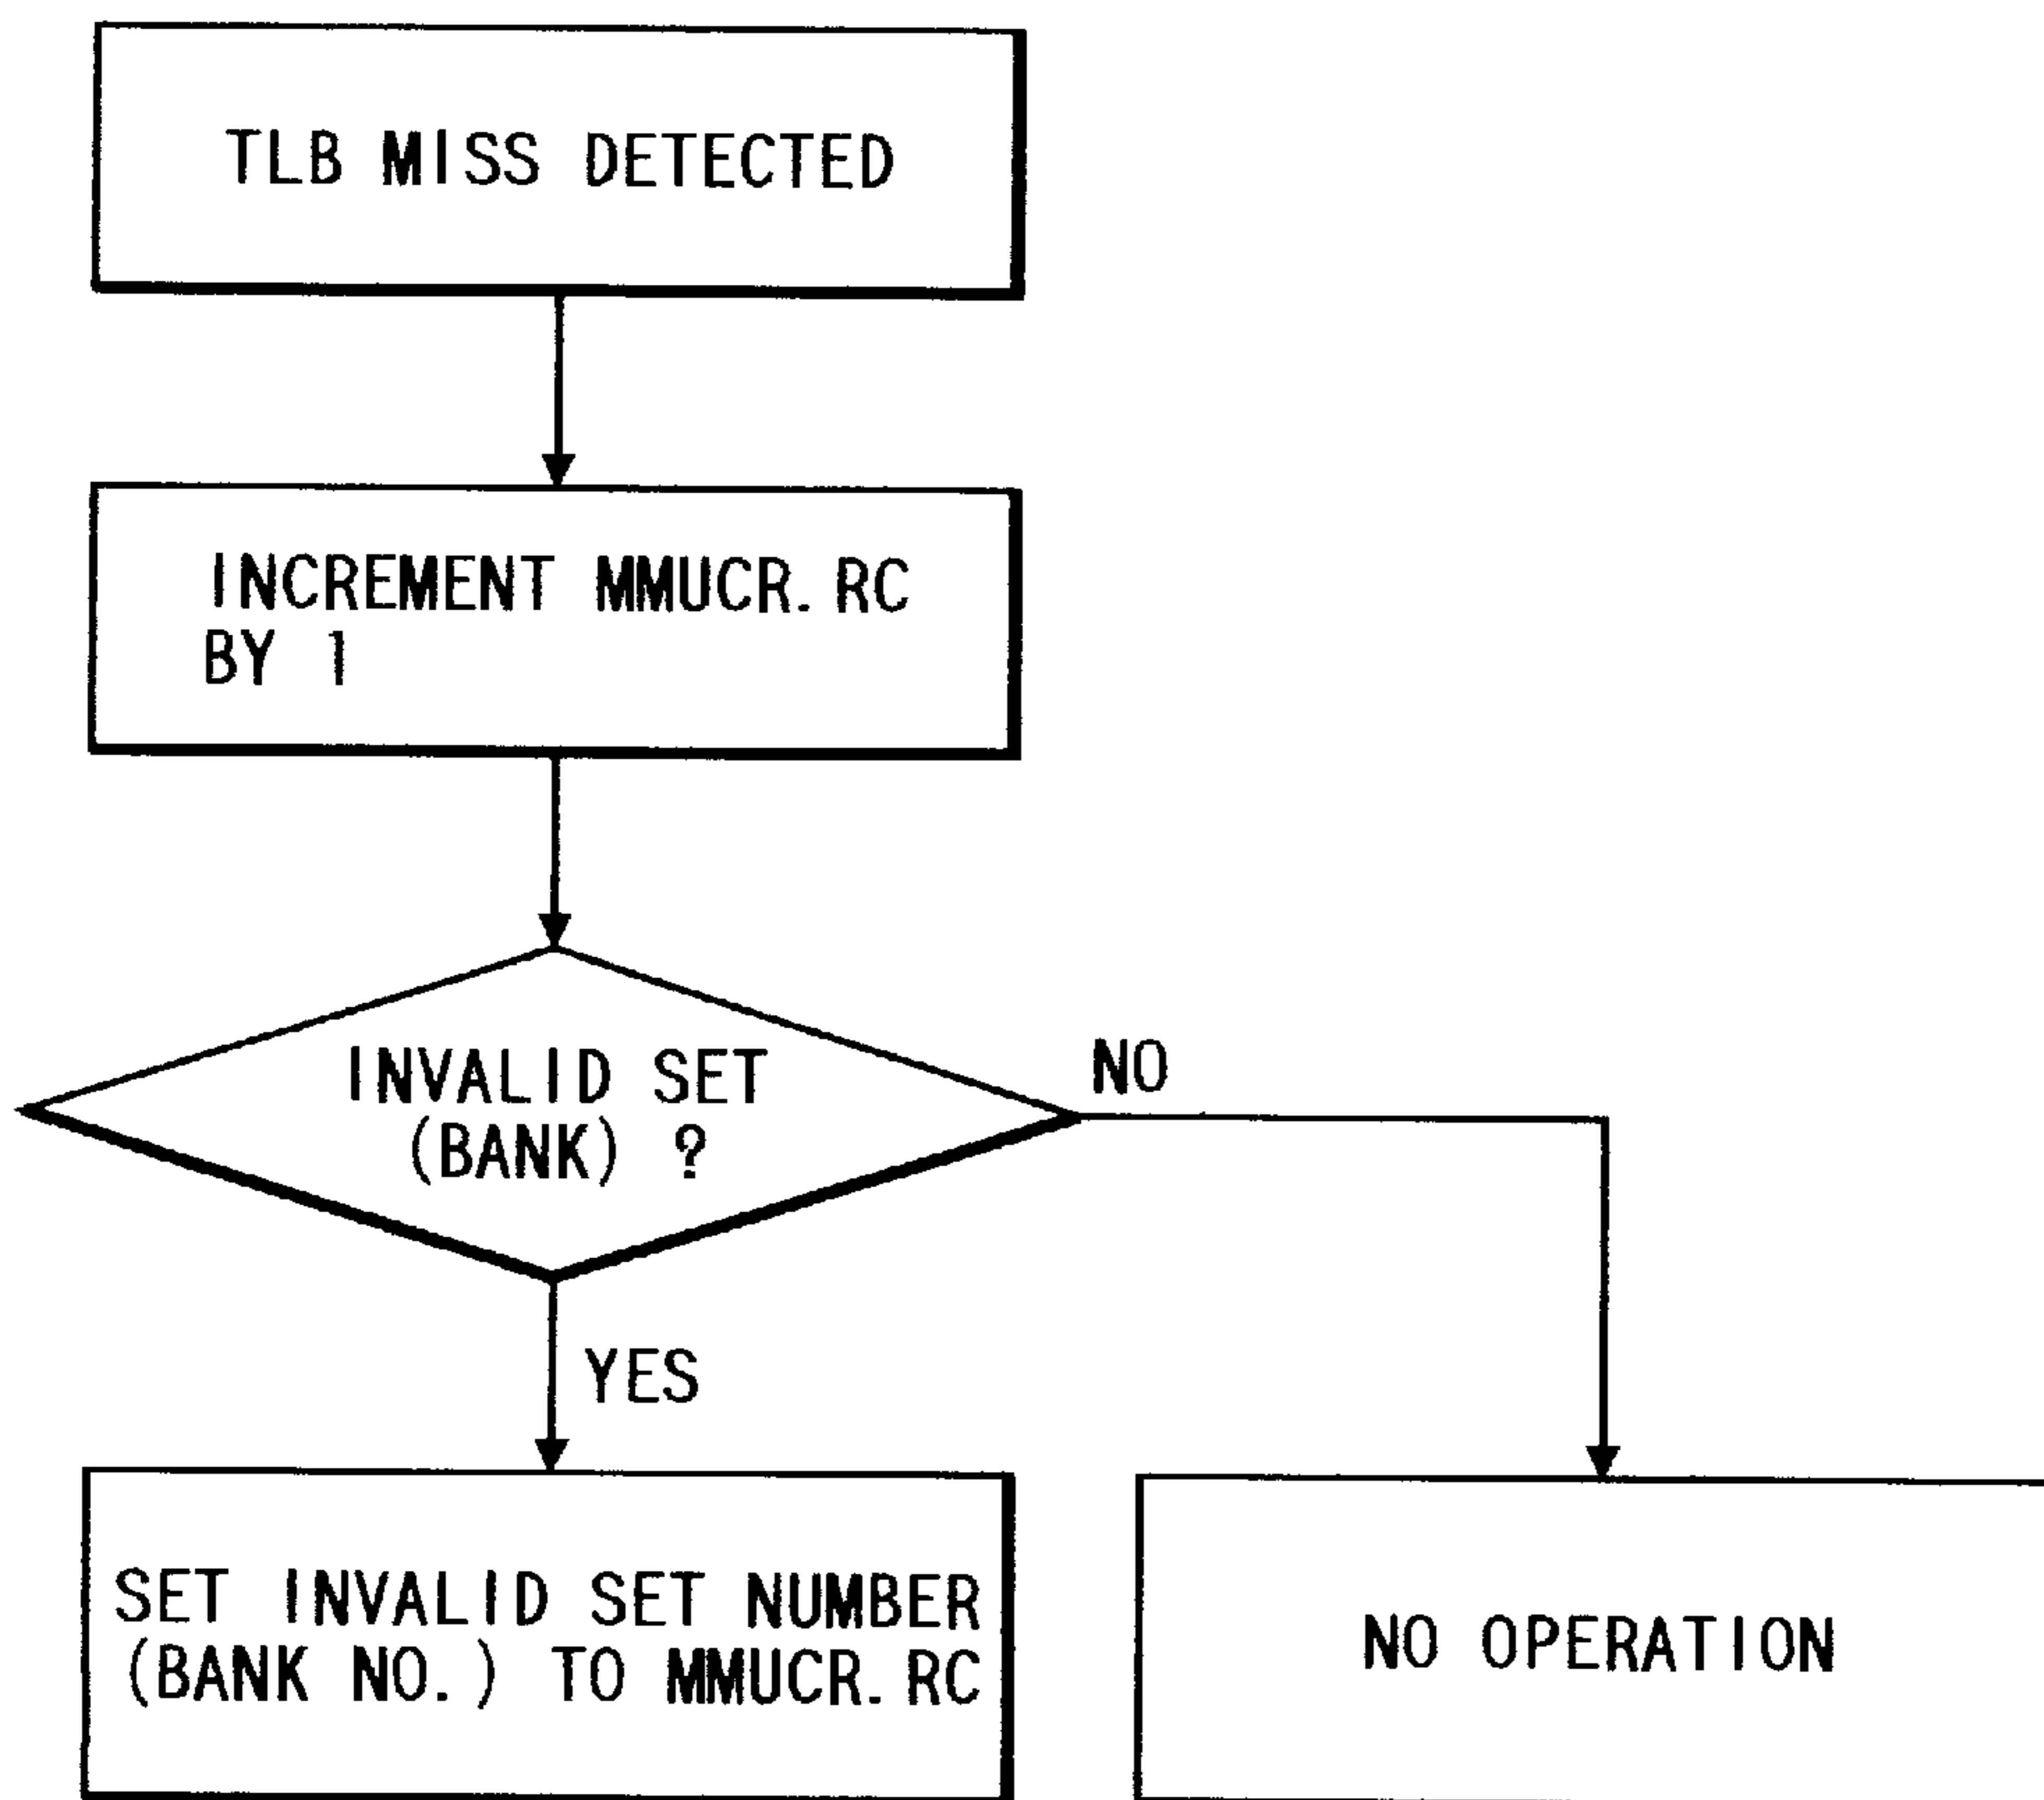 TLB MISS DETECTED
INCREMENT MMUCR. RC
BY 1
INVALID SET
(BANK) ?
NO
YES
SET INVALID SET NUMBER
(BANK NO.) TO MMUCR. RC
NO OPERATION